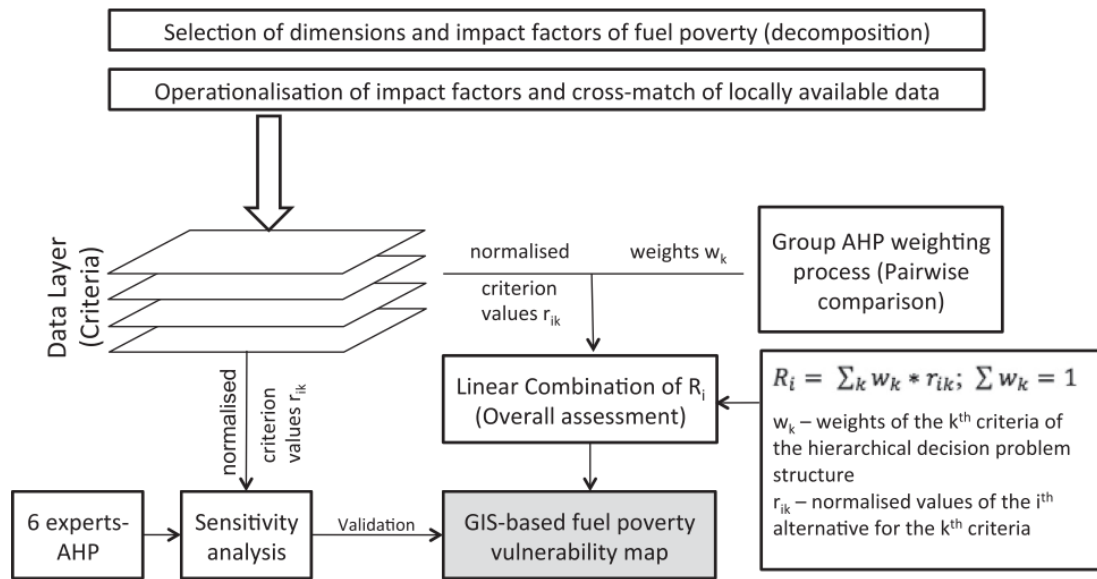 Selection of dimensions and impact factors of fuel poverty (decomposition)
Operationalisation of impact factors and cross-match of locally available data
Data Layer
(Criteria)
normalised
criterion
values rᵢₖ
weights wₖ
Group AHP weighting
process (Pairwise
comparison)
normalised
criterion
values rᵢₖ
Linear Combination of Rᵢ
(Overall assessment)
Rᵢ = ∑ₖ wₖ * rᵢₖ; ∑ wₖ = 1
wₖ – weights of the kᵗʰ criteria of
the hierarchical decision problem
structure
rᵢₖ – normalised values of the iᵗʰ
alternative for the kᵗʰ criteria
6 experts-
AHP
Sensitivity
analysis
Validation
GIS-based fuel poverty
vulnerability map